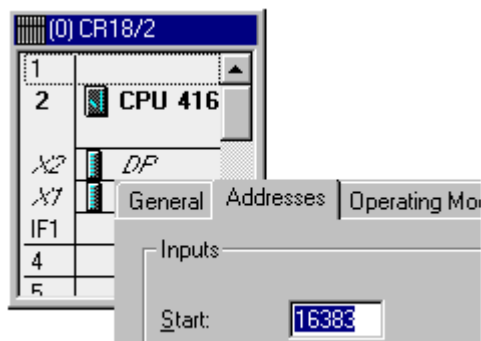 (0) CR18/2
1
2 CPU 416
X2 DP
X1
IF1
4
5
General Addresses Operating Mo
Inputs
Start: 16383